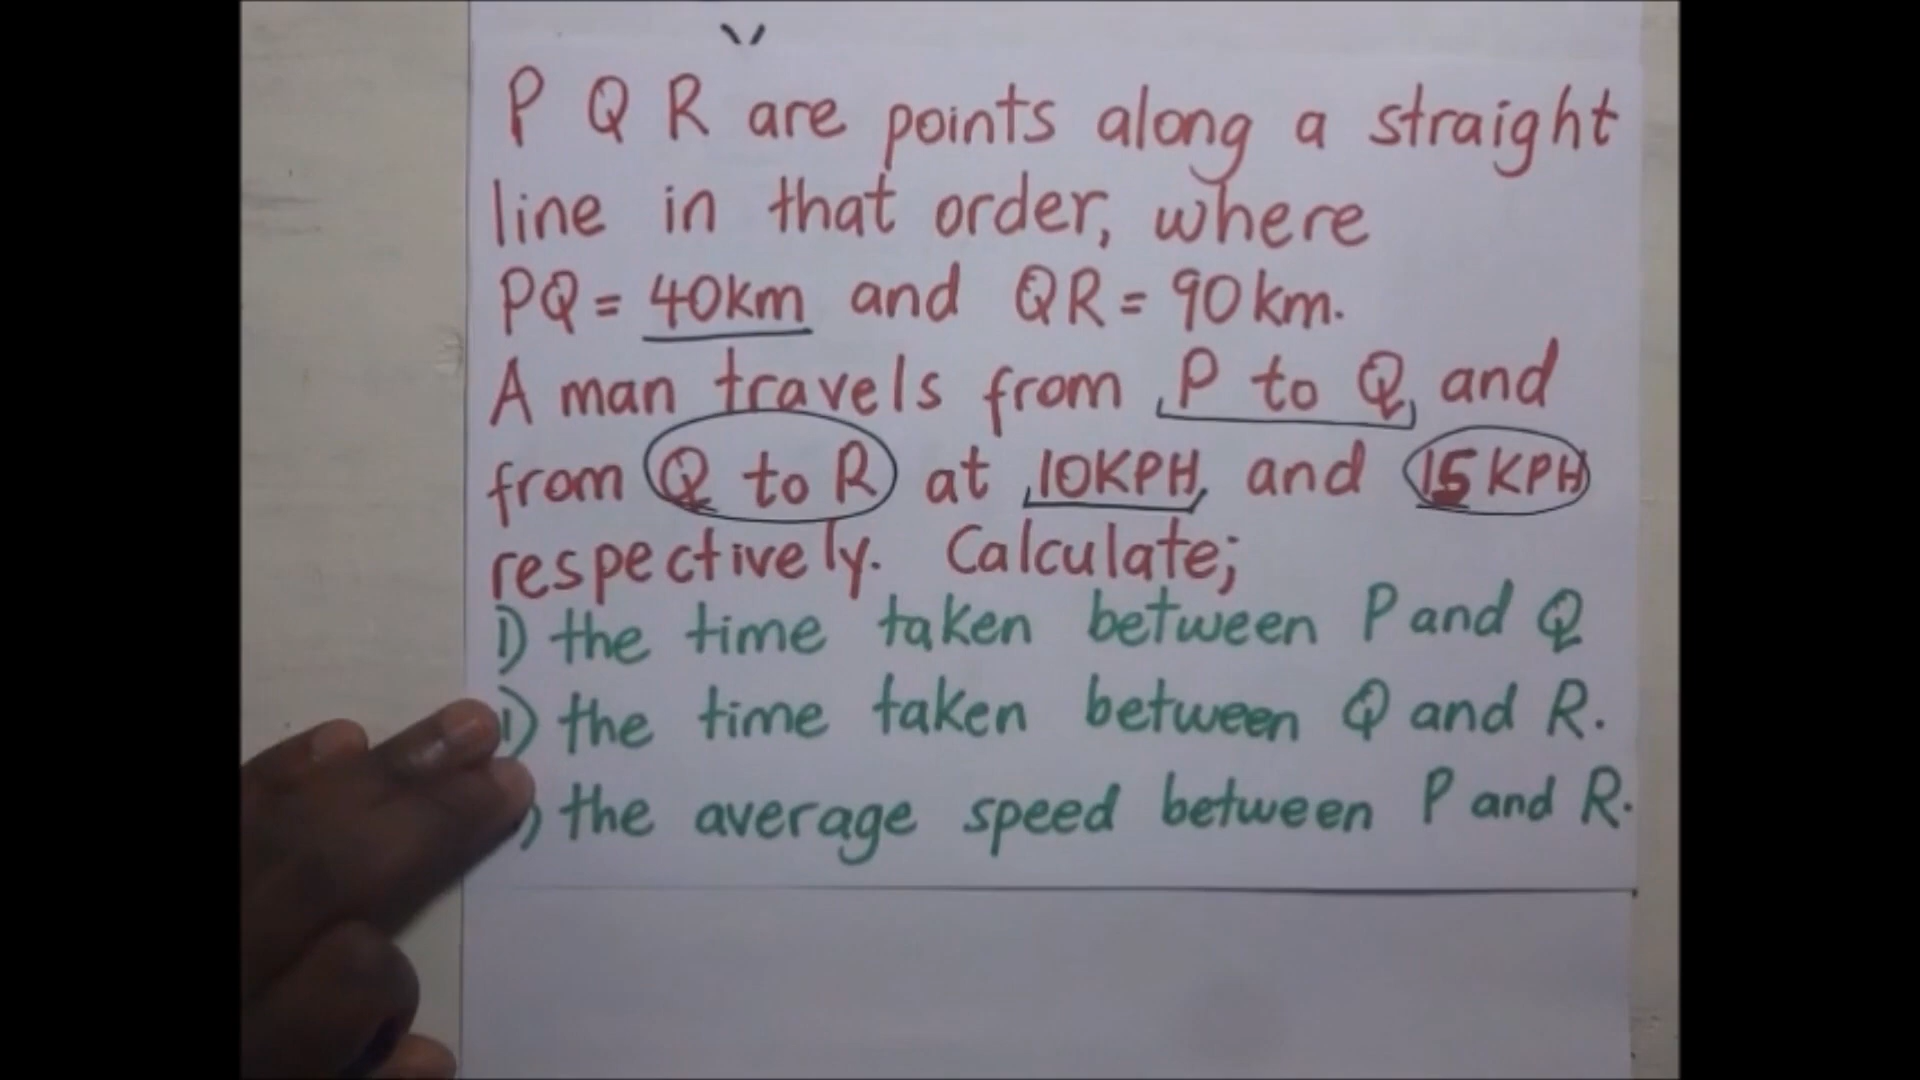 P Q R are points along a straight
line in that order, where
PQ = 40km and QR = 90km.
A man travels from P to Q and
from Q to R at 10KPH and 15KPH
respectively. Calculate;
i) the time taken between P and Q
i) the time taken between Q and R.
) the average speed between P and R.